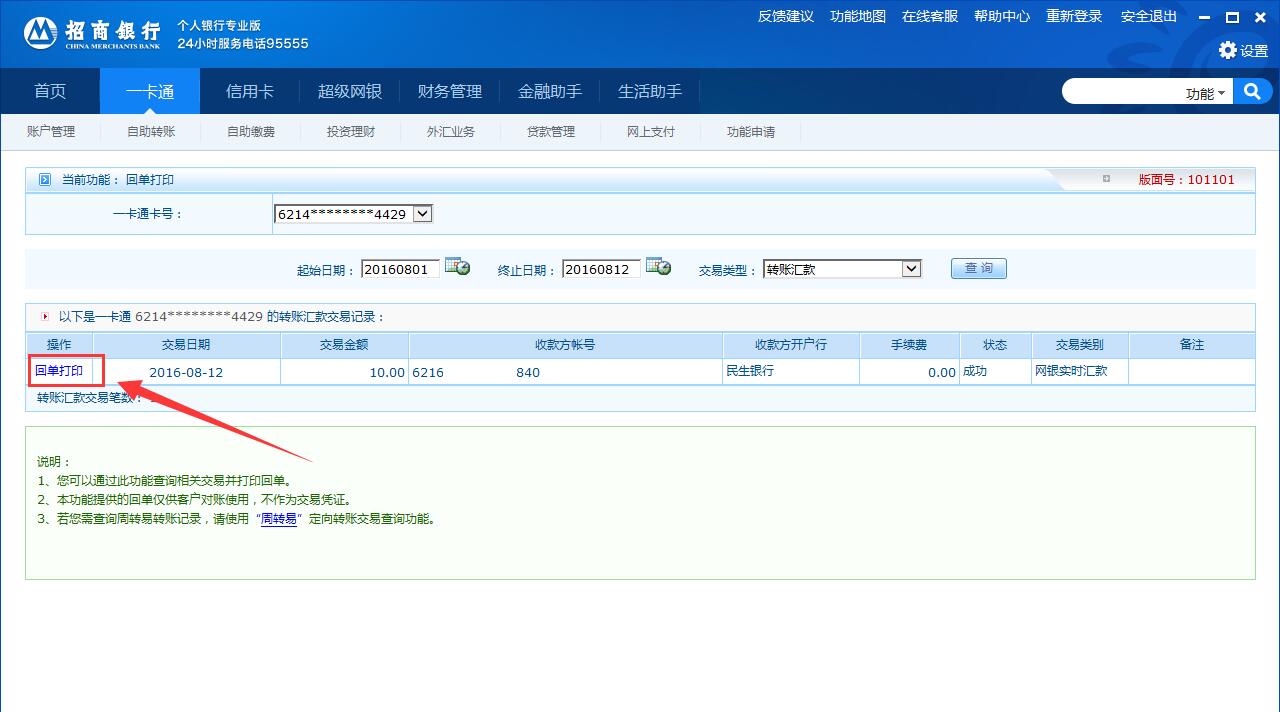 招商银行 个人银行专业版
CHINA MERCHANTS BANK 24小时服务电话95555
反馈建议 功能地图 在线客服 帮助中心 重新登录 安全退出
设置
首页 一卡通 信用卡 超级网银 财务管理 金融助手 生活助手 功能
账户管理 自助转账 自助缴费 投资理财 外汇业务 贷款管理 网上支付 功能申请
当前功能： 回单打印 版面号：101101
一卡通卡号： 6214********4429
起始日期： 20160801 终止日期： 20160812 交易类型： 转账汇款 查 询
以下是一卡通 6214********4429 的转账汇款交易记录：
操作 交易日期 交易金额 收款方帐号 收款方开户行 手续费 状态 交易类别 备注
回单打印 2016-08-12 10.00 6216 840 民生银行 0.00 成功 网银实时汇款
转账汇款交易笔数：
说明：
1、您可以通过此功能查询相关交易并打印回单。
2、本功能提供的回单仅供客户对账使用，不作为交易凭证。
3、若您需查询周转易转账记录，请使用“周转易”定向转账交易查询功能。